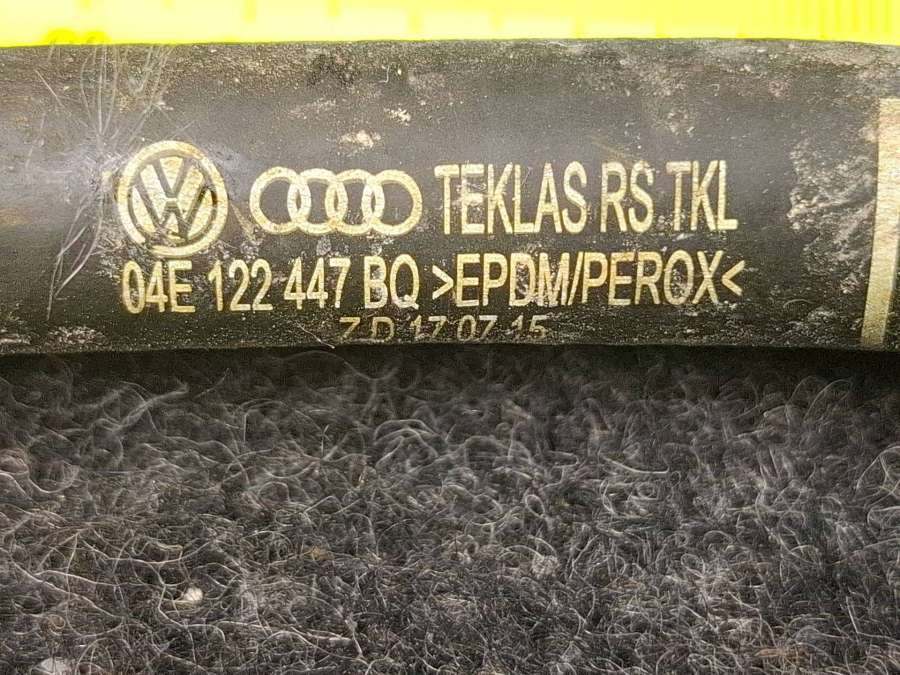 TEKLAS RS TKL
04E 122 447 BQ >EPDM/PEROX<
Z D 17 07 15